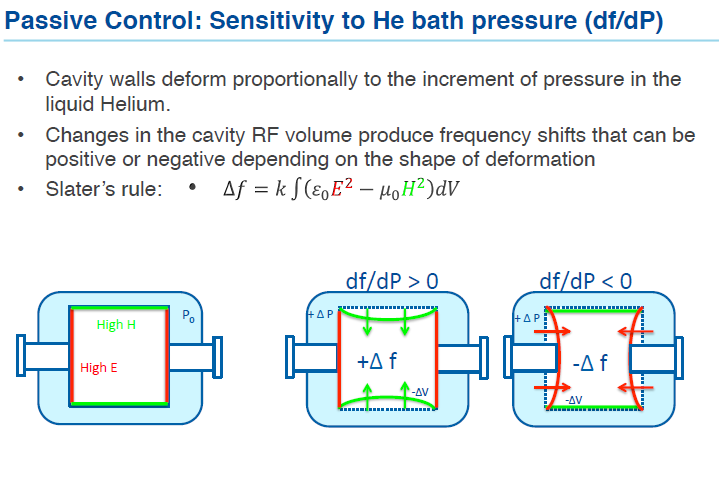 Passive Control: Sensitivity to He bath pressure (df/dP)
• Cavity walls deform proportionally to the increment of pressure in the
liquid Helium.
• Changes in the cavity RF volume produce frequency shifts that can be
positive or negative depending on the shape of deformation
• Slater’s rule: • Δf = k ∫(ε₀E² − μ₀H²)dV
df/dP > 0
df/dP < 0
High H
P₀
High E
+ Δ P
+Δ f
-ΔV
+ Δ P
-Δ f
-ΔV